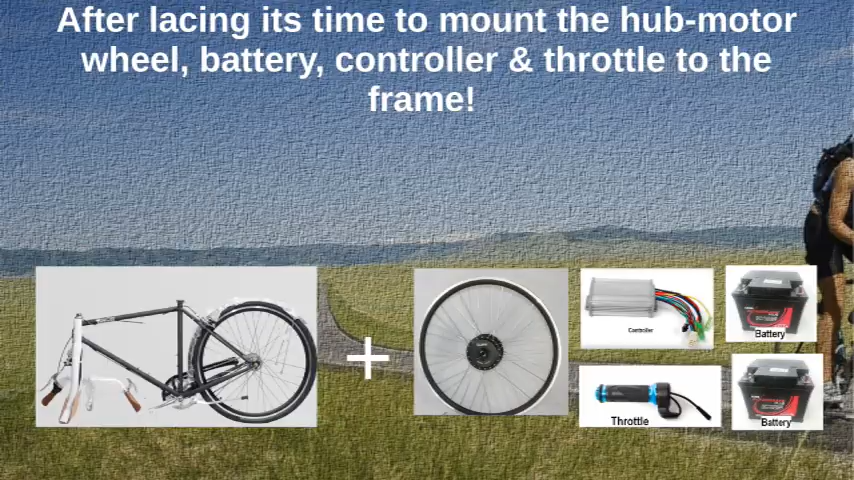 After lacing its time to mount the hub-motor
wheel, battery, controller & throttle to the
frame!
+
Controller
Battery
Throttle
Battery